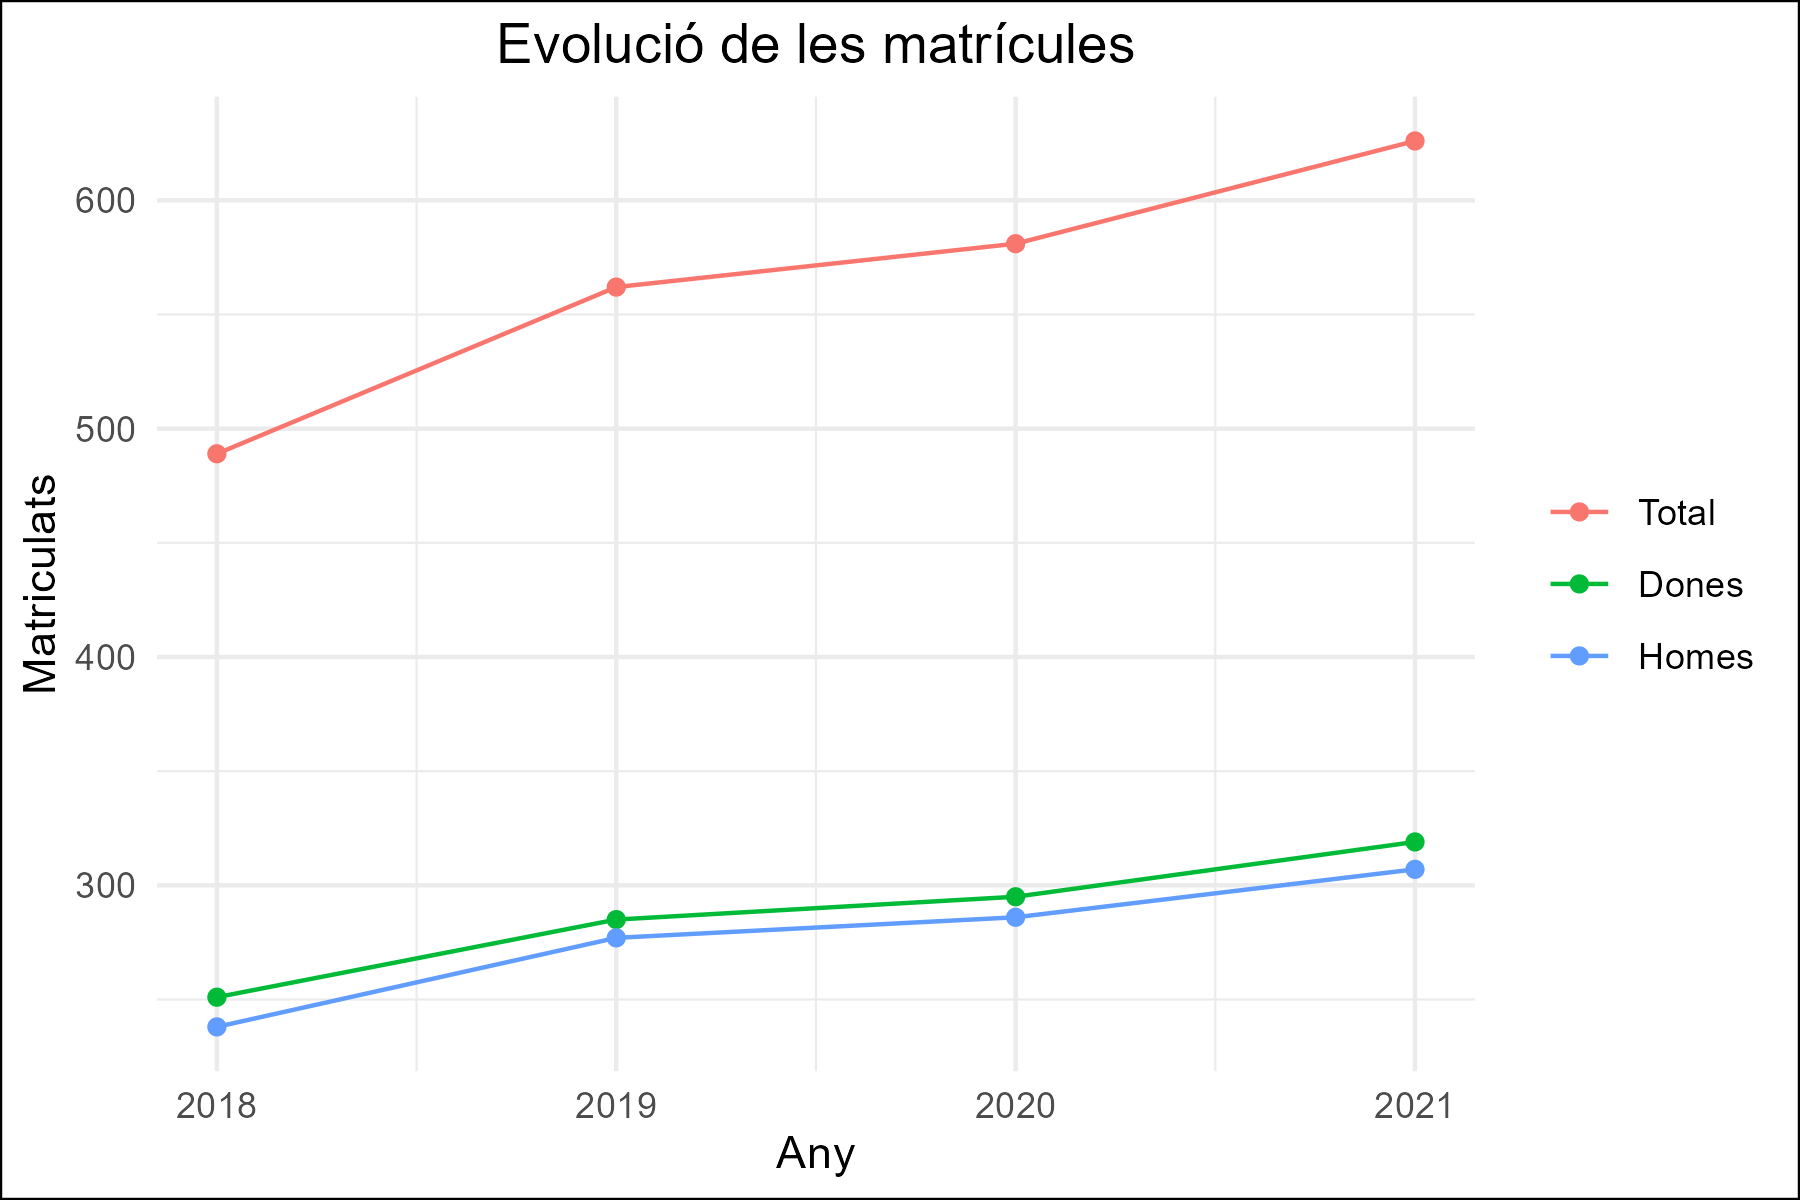 Evolució de les matrícules
600
500
400
300
Matriculats
2018 2019 2020 2021
Any
Total
Dones
Homes